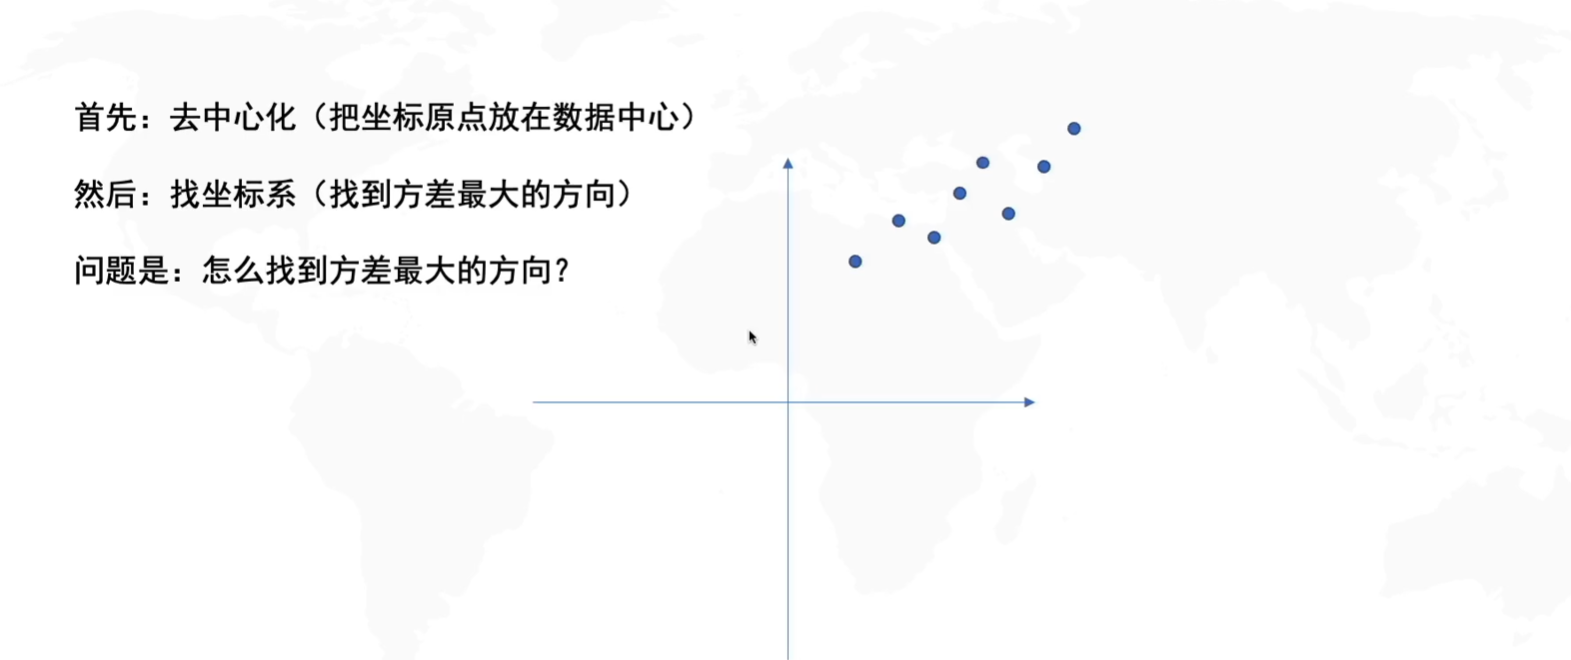 首先：去中心化（把坐标原点放在数据中心）
然后：找坐标系（找到方差最大的方向）
问题是：怎么找到方差最大的方向？